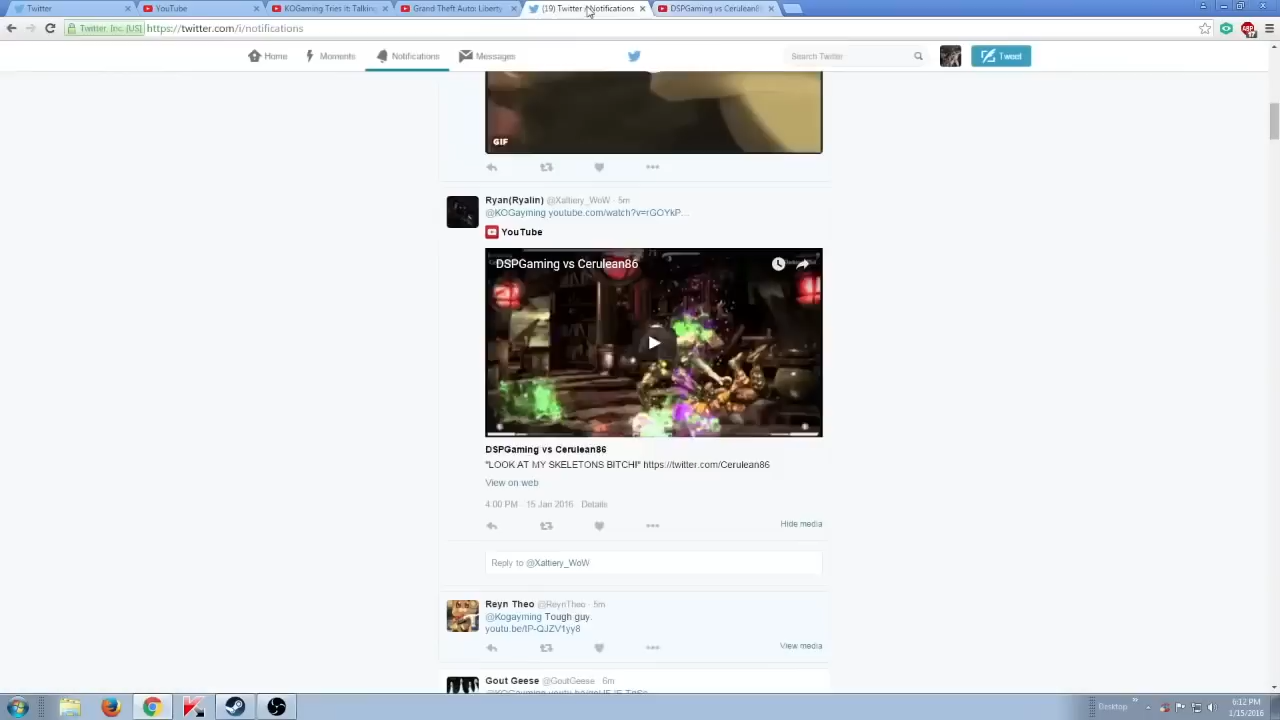 Twitter
YouTube
KOGaming Tries It: Talking
Grand Theft Auto: Liberty
(19) Twitter / Notifications
DSPGaming vs Cerulean86
Twitter, Inc. [US]
https://twitter.com/i/notifications
Home
Moments
Notifications
Messages
Search Twitter
Tweet
GIF
Ryan(Ryalin) @Xaltiery_WoW · 5m
@KOGayming youtube.com/watch?v=rGOYkP...
YouTube
DSPGaming vs Cerulean86
DSPGaming vs Cerulean86
"LOOK AT MY SKELETONS BITCH!" https://twitter.com/Cerulean86
View on web
4:00 PM · 15 Jan 2016 · Details
Hide media
Reply to @Xaltiery_WoW
Reyn Theo @ReynTheo · 5m
@Kogayming Tough guy.
youtu.be/tP-QJZV1yy8
View media
Gout Geese @GoutGeese · 6m
Desktop
6:12 PM
1/15/2016